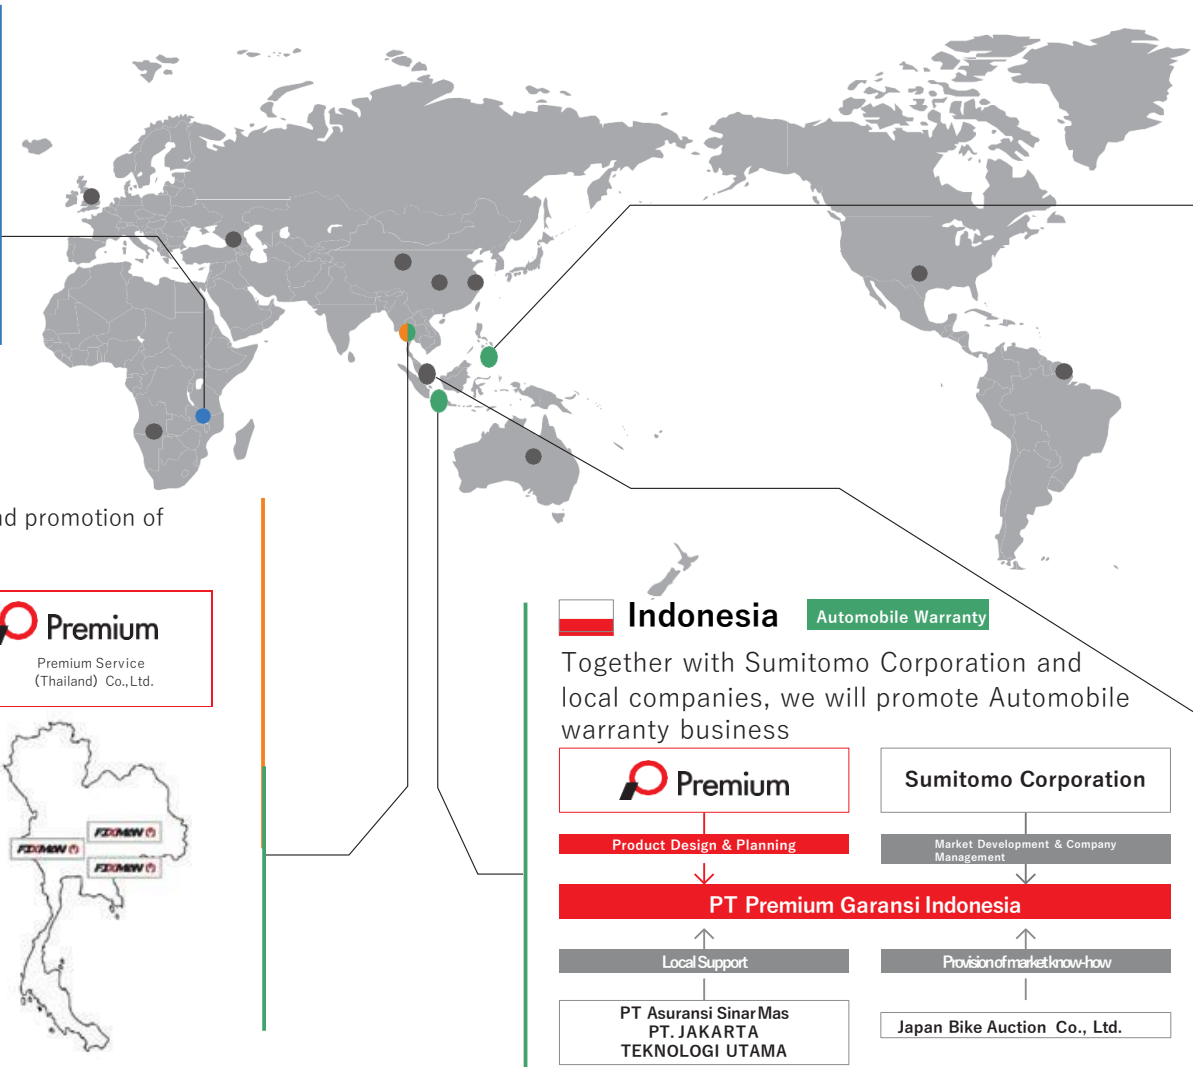 nd promotion of
Premium
Premium Service
(Thailand) Co.,Ltd.
FIXMAN
FIXMAN
FIXMAN
Indonesia
Automobile Warranty
Together with Sumitomo Corporation and
local companies, we will promote Automobile
warranty business
Premium
Sumitomo Corporation
Product Design & Planning
Market Development & Company
Management
PT Premium Garansi Indonesia
Local Support
Provision of market know-how
PT Asuransi Sinar Mas
PT. JAKARTA
TEKNOLOGI UTAMA
Japan Bike Auction Co., Ltd.